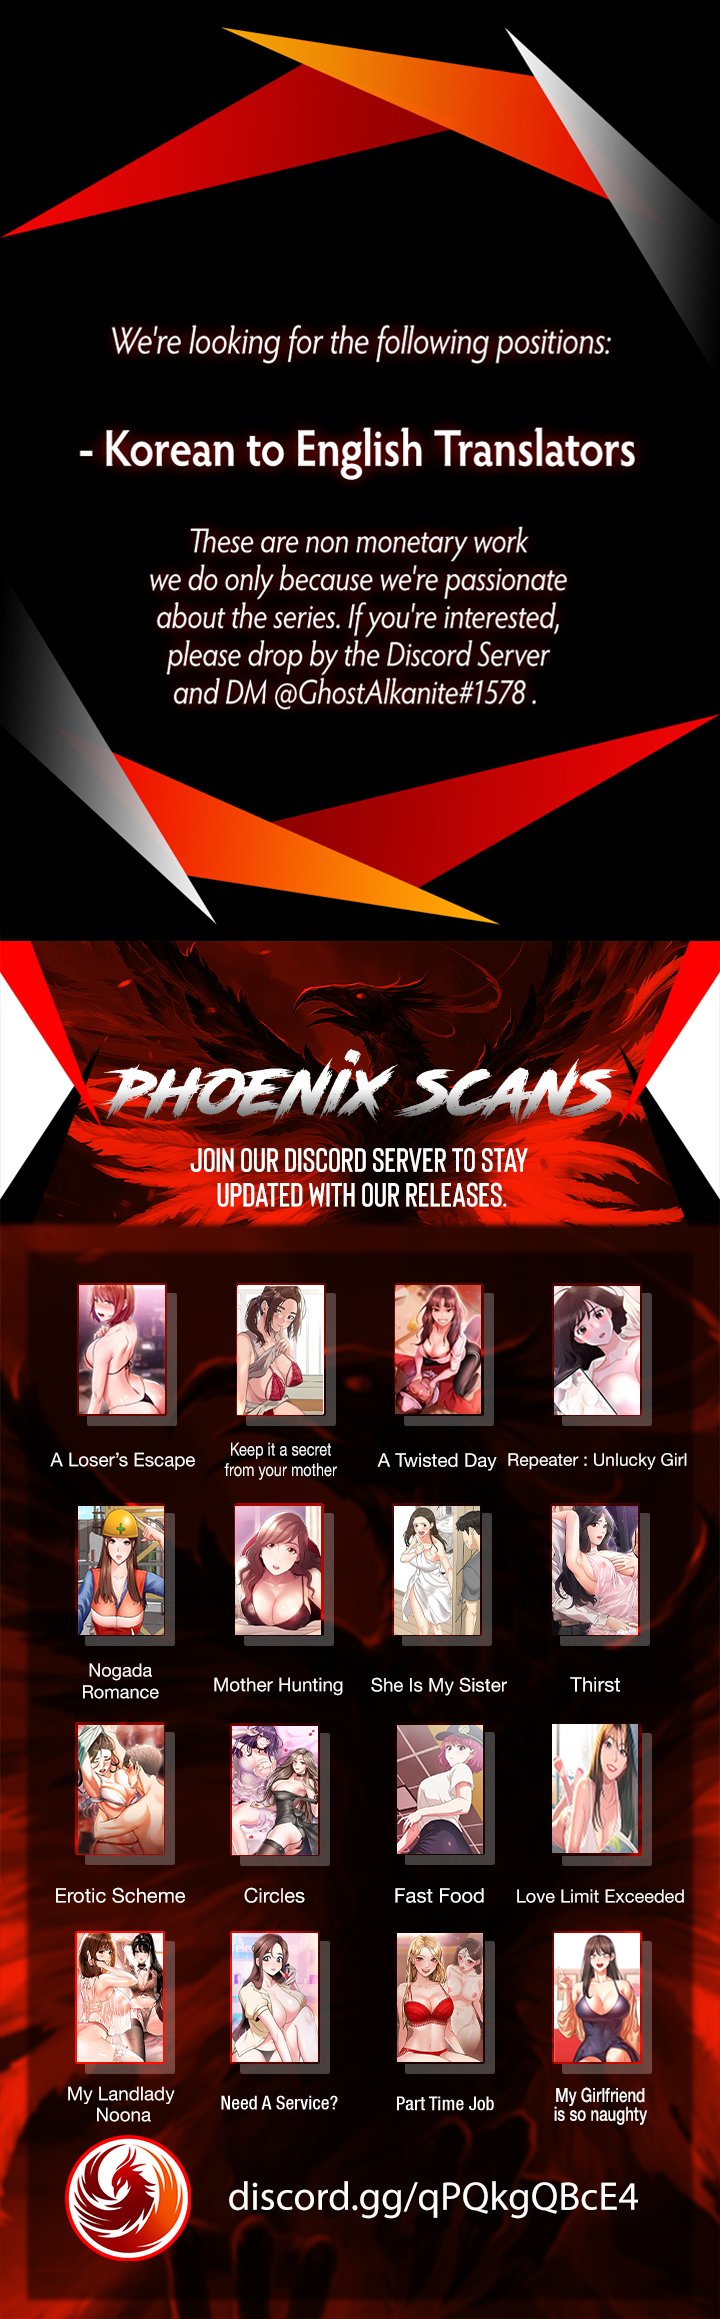 We're looking for the following positions:
- Korean to English Translators
These are non monetary work
we do only because we're passionate
about the series. If you're interested,
please drop by the Discord Server
and DM @GhostAlkanite#1578 .
PHOENIX SCANS
JOIN OUR DISCORD SERVER TO STAY
UPDATED WITH OUR RELEASES.
A Loser's Escape
Keep it a secret
from your mother
A Twisted Day
Repeater : Unlucky Girl
Nogada
Romance
Mother Hunting
She Is My Sister
Thirst
Erotic Scheme
Circles
Fast Food
Love Limit Exceeded
My Landlady
Noona
Need A Service?
Part Time Job
My Girlfriend
is so naughty
discord.gg/qPQkgQBcE4